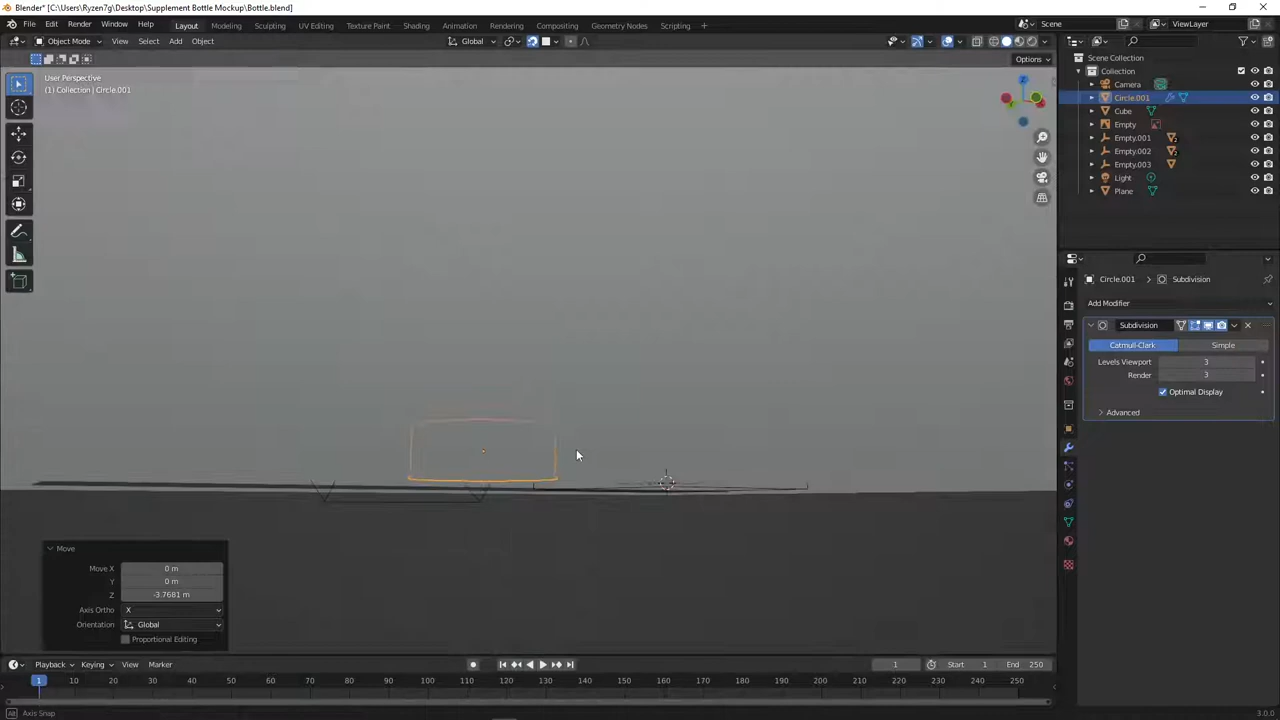 Blender* [C:\Users\Ryzen7g\Desktop\Supplement Bottle Mockup\Bottle.blend]
File Edit Render Window Help Layout Modeling Sculpting UV Editing Texture Paint Shading Animation Rendering Compositing Geometry Nodes Scripting Scene ViewLayer
Object Mode View Select Add Object Global
Options
User Perspective
(1) Collection | Circle.001
Scene Collection
Collection
Camera
Circle.001
Cube
Empty
Empty.001
Empty.002
Empty.003
Light
Plane
Circle.001 > Subdivision
Add Modifier
Subdivision
Catmull-Clark Simple
Levels Viewport 3
Render 3
Optimal Display
Advanced
Move
Move X 0 m
Y 0 m
Z -3.7681 m
Axis Ortho X
Orientation Global
Proportional Editing
Playback Keying View Marker 1 Start 1 End 250
1 10 20 30 40 50 60 70 80 90 100 110 120 130 140 150 160 170 180 190 200 210 220 230 240 250
Axis Snap 3.0.0